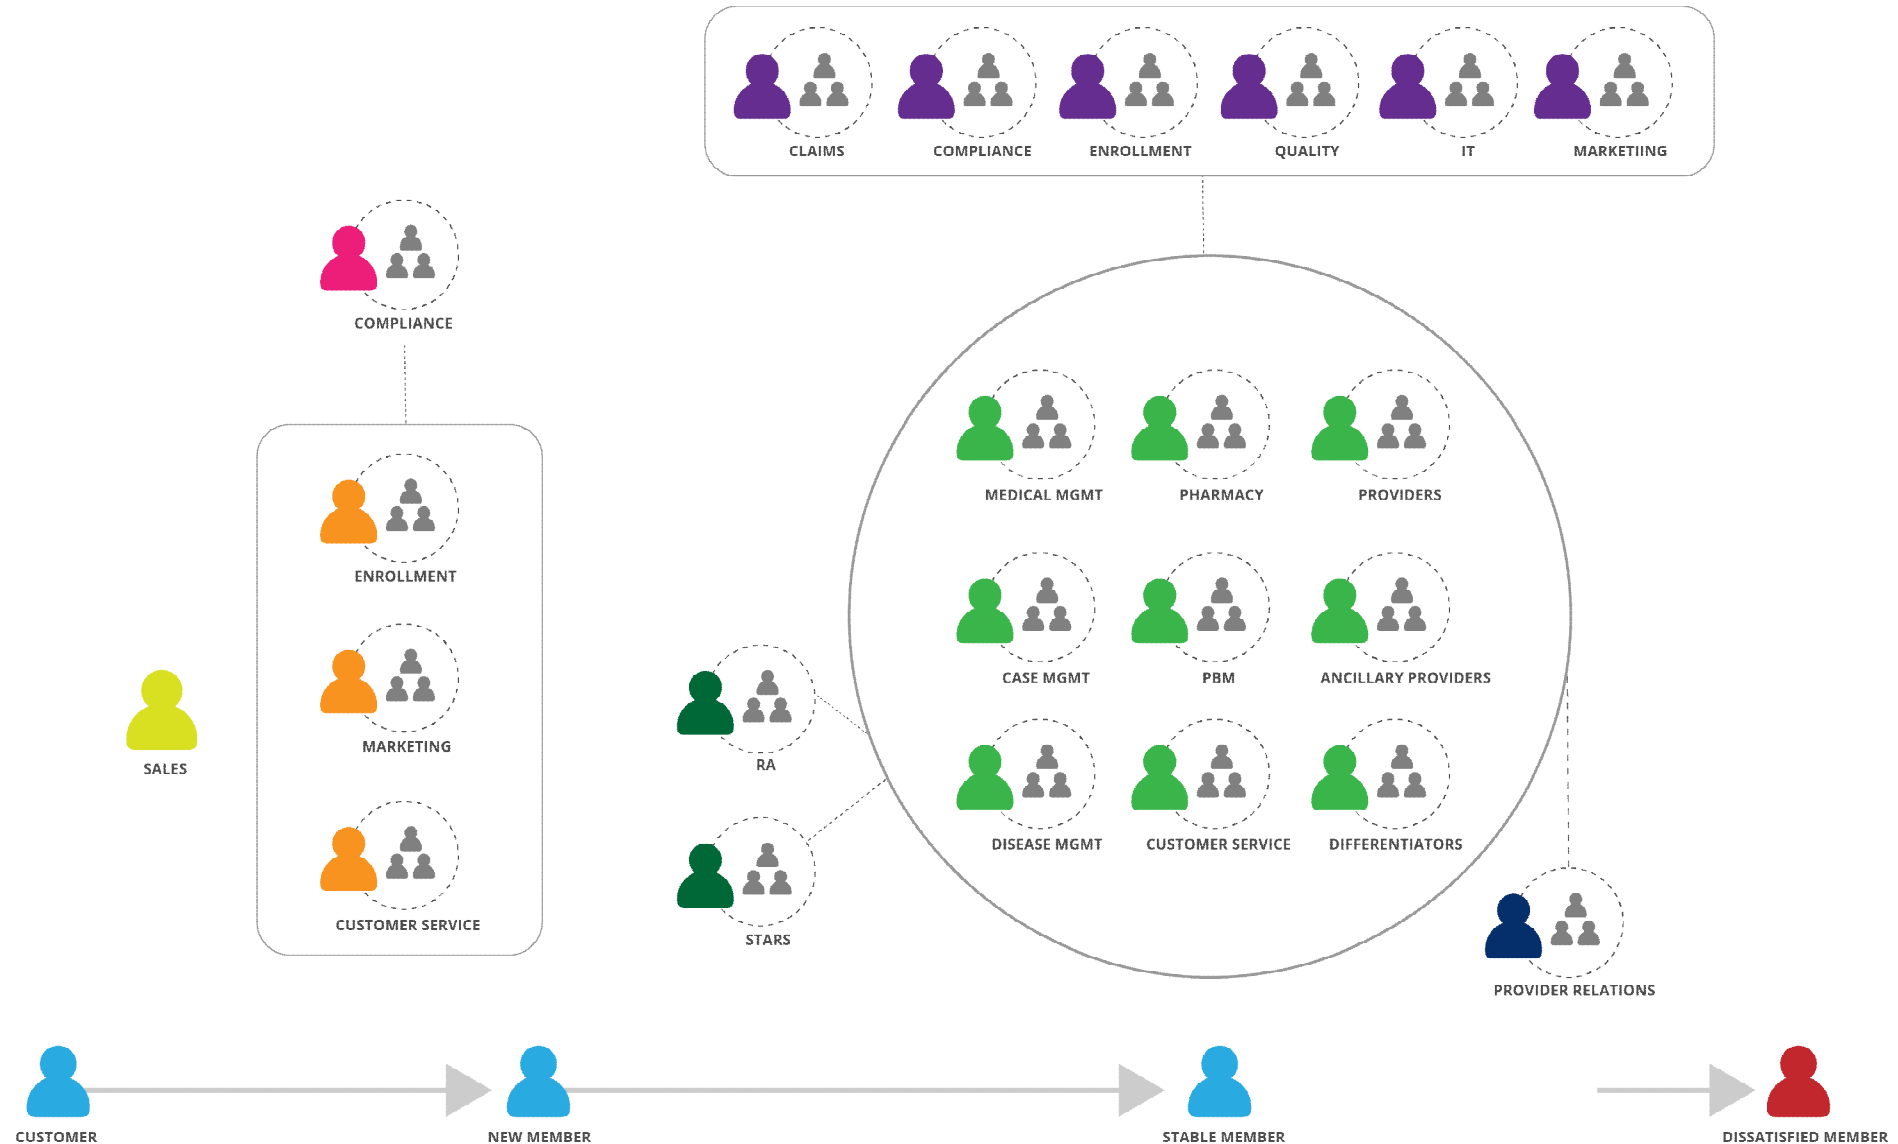 CLAIMS
COMPLIANCE
ENROLLMENT
QUALITY
IT
MARKETIING
COMPLIANCE
ENROLLMENT
MARKETING
CUSTOMER SERVICE
SALES
MEDICAL MGMT
PHARMACY
PROVIDERS
CASE MGMT
PBM
ANCILLARY PROVIDERS
DISEASE MGMT
CUSTOMER SERVICE
DIFFERENTIATORS
RA
STARS
PROVIDER RELATIONS
CUSTOMER
NEW MEMBER
STABLE MEMBER
DISSATISFIED MEMBER